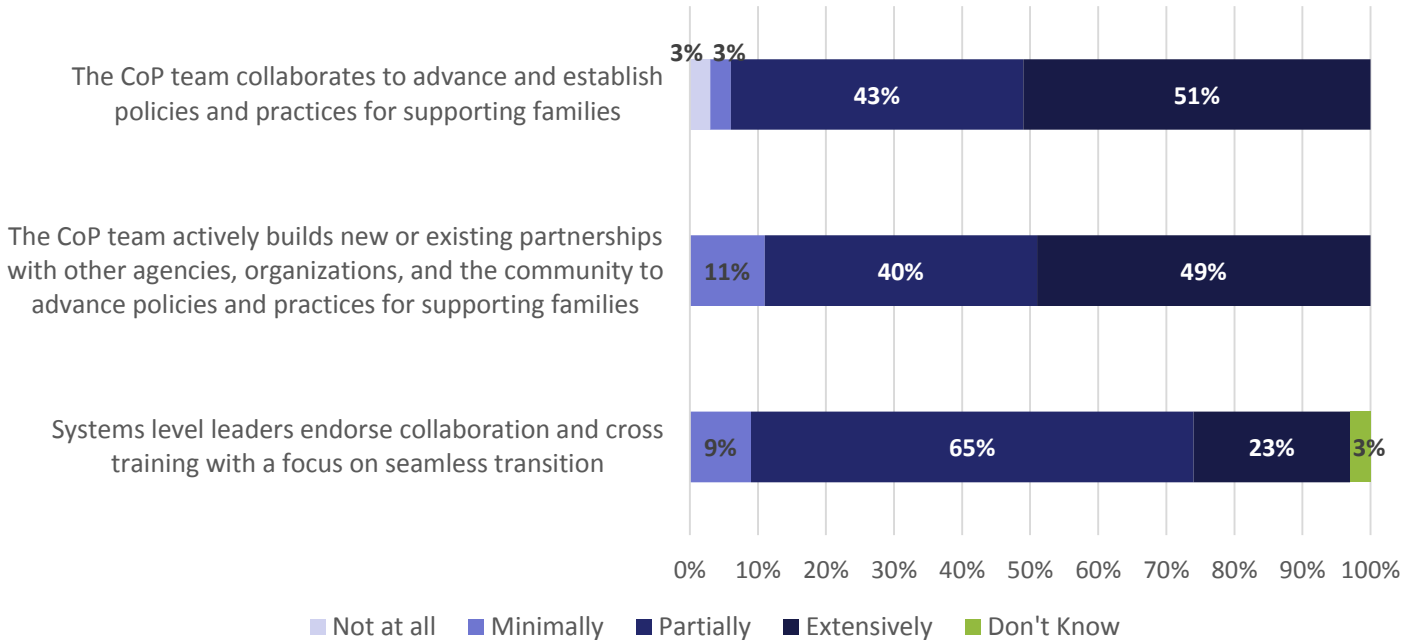 3% 3%
The CoP team collaborates to advance and establish
policies and practices for supporting families
43% 51%
The CoP team actively builds new or existing partnerships
with other agencies, organizations, and the community to
advance policies and practices for supporting families
11% 40% 49%
Systems level leaders endorse collaboration and cross
training with a focus on seamless transition
9% 65% 23% 3%
0% 10% 20% 30% 40% 50% 60% 70% 80% 90% 100%
Not at all Minimally Partially Extensively Don't Know